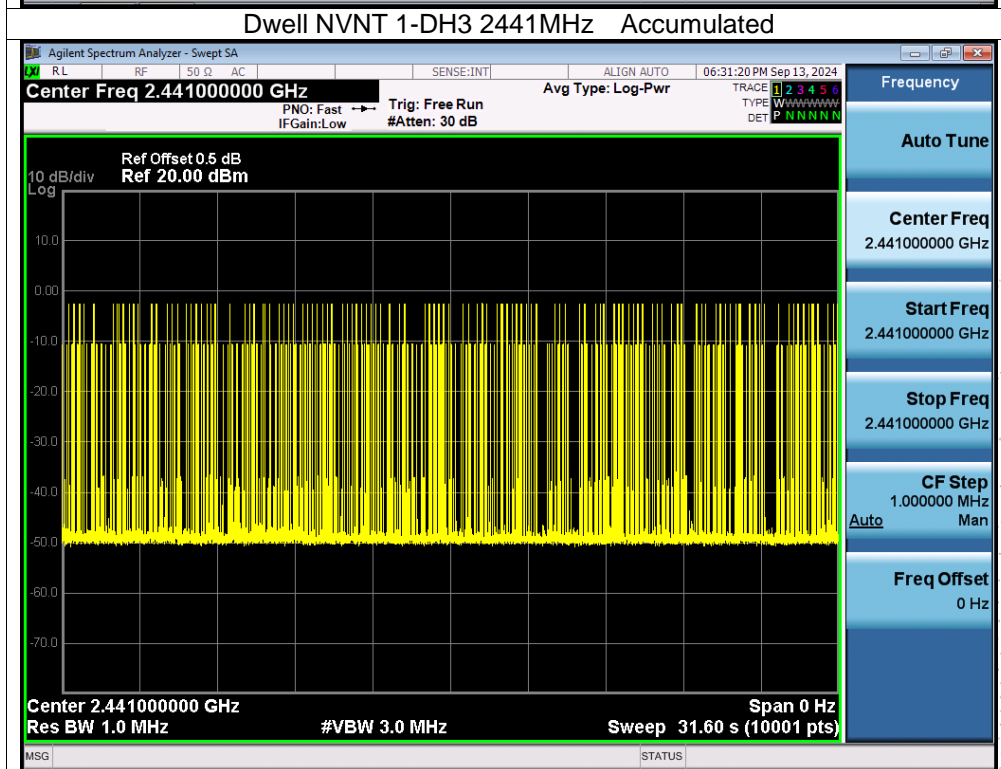 Dwell NVNT 1-DH3 2441MHz Accumulated
Agilent Spectrum Analyzer - Swept SA
LXI RL RF 50 Ω AC SENSE:INT ALIGN AUTO 06:31:20 PM Sep 13, 2024
Center Freq 2.441000000 GHz
PNO: Fast
IFGain:Low
Trig: Free Run
#Atten: 30 dB
Avg Type: Log-Pwr
TRACE 1 2 3 4 5 6
TYPE WWWWWWW
DET P N N N N N
Ref Offset 0.5 dB
10 dB/div Ref 20.00 dBm
Log
10.0
0.00
-10.0
-20.0
-30.0
-40.0
-50.0
-60.0
-70.0
Center 2.441000000 GHz Span 0 Hz
Res BW 1.0 MHz #VBW 3.0 MHz Sweep 31.60 s (10001 pts)
MSG STATUS
Frequency
Auto Tune
Center Freq
2.441000000 GHz
Start Freq
2.441000000 GHz
Stop Freq
2.441000000 GHz
CF Step
1.000000 MHz
Auto Man
Freq Offset
0 Hz